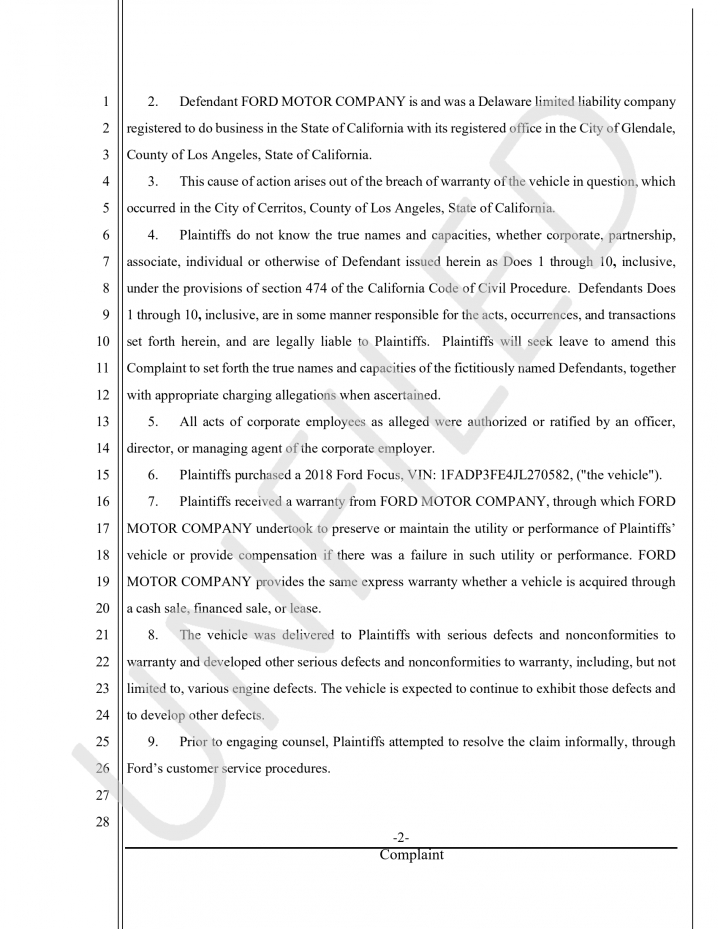 1 2. Defendant FORD MOTOR COMPANY is and was a Delaware limited liability company
2 registered to do business in the State of California with its registered office in the City of Glendale,
3 County of Los Angeles, State of California.
4 3. This cause of action arises out of the breach of warranty of the vehicle in question, which
5 occurred in the City of Cerritos, County of Los Angeles, State of California.
6 4. Plaintiffs do not know the true names and capacities, whether corporate, partnership,
7 associate, individual or otherwise of Defendant issued herein as Does 1 through 10, inclusive,
8 under the provisions of section 474 of the California Code of Civil Procedure. Defendants Does
9 1 through 10, inclusive, are in some manner responsible for the acts, occurrences, and transactions
10 set forth herein, and are legally liable to Plaintiffs. Plaintiffs will seek leave to amend this
11 Complaint to set forth the true names and capacities of the fictitiously named Defendants, together
12 with appropriate charging allegations when ascertained.
13 5. All acts of corporate employees as alleged were authorized or ratified by an officer,
14 director, or managing agent of the corporate employer.
15 6. Plaintiffs purchased a 2018 Ford Focus, VIN: 1FADP3FE4JL270582, ("the vehicle").
16 7. Plaintiffs received a warranty from FORD MOTOR COMPANY, through which FORD
17 MOTOR COMPANY undertook to preserve or maintain the utility or performance of Plaintiffs'
18 vehicle or provide compensation if there was a failure in such utility or performance. FORD
19 MOTOR COMPANY provides the same express warranty whether a vehicle is acquired through
20 a cash sale, financed sale, or lease.
21 8. The vehicle was delivered to Plaintiffs with serious defects and nonconformities to
22 warranty and developed other serious defects and nonconformities to warranty, including, but not
23 limited to, various engine defects. The vehicle is expected to continue to exhibit those defects and
24 to develop other defects.
25 9. Prior to engaging counsel, Plaintiffs attempted to resolve the claim informally, through
26 Ford's customer service procedures.
27
28
-2-
Complaint
UNFILED